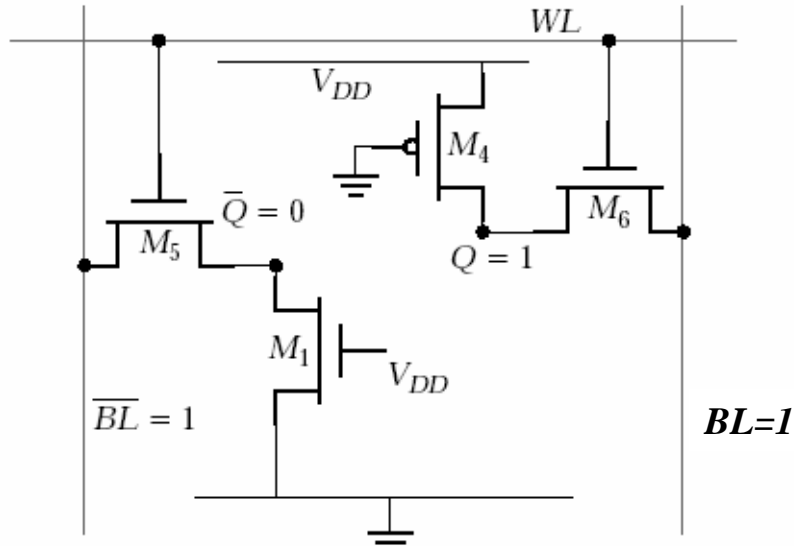 WL
V_DD
M_4
Q̅ = 0
M_6
M_5
Q = 1
M_1
V_DD
B̅L̅ = 1
BL=1